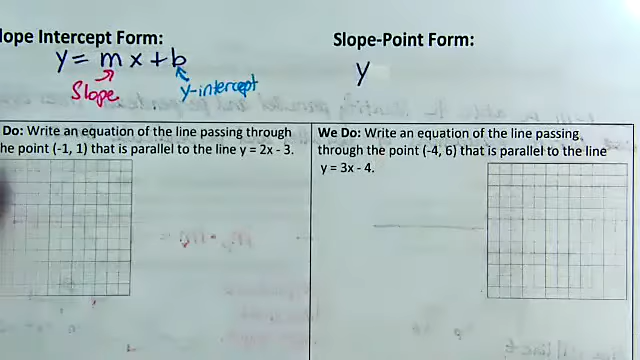 lope Intercept Form:
y = mx + b
Slope
y-intercept
Slope-Point Form:
y
Do: Write an equation of the line passing through
he point (-1, 1) that is parallel to the line y = 2x - 3.
We Do: Write an equation of the line passing
through the point (-4, 6) that is parallel to the line
y = 3x - 4.